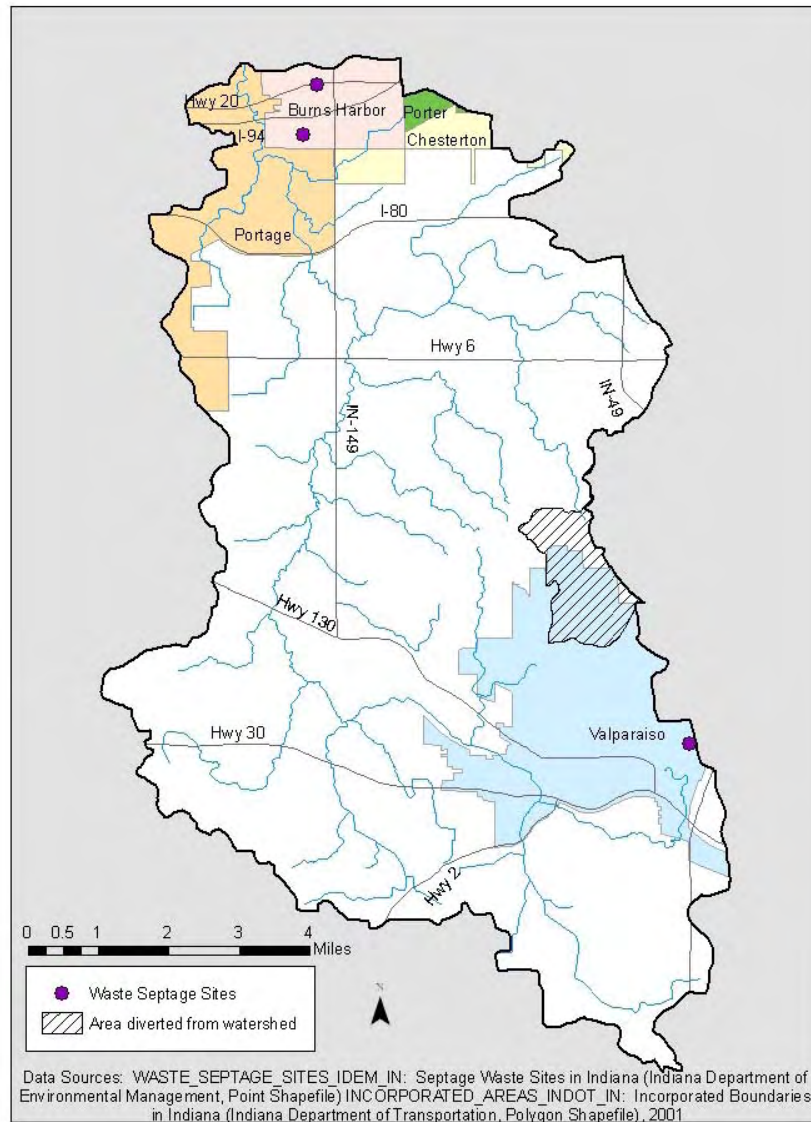 Hwy 20
Burns Harbor
Porter
I-94
Chesterton
I-80
Portage
Hwy 6
IN-49
IN-149
Hwy 130
Hwy 30
Valparaiso
Hwy 2
0 0.5 1 2 3 4
Miles
N
Waste Septage Sites
Area diverted from watershed
Data Sources: WASTE_SEPTAGE_SITES_IDEM_IN: Septage Waste Sites in Indiana (Indiana Department of
Environmental Management, Point Shapefile) INCORPORATED_AREAS_INDOT_IN: Incorporated Boundaries
in Indiana (Indiana Department of Transportation, Polygon Shapefile), 2001